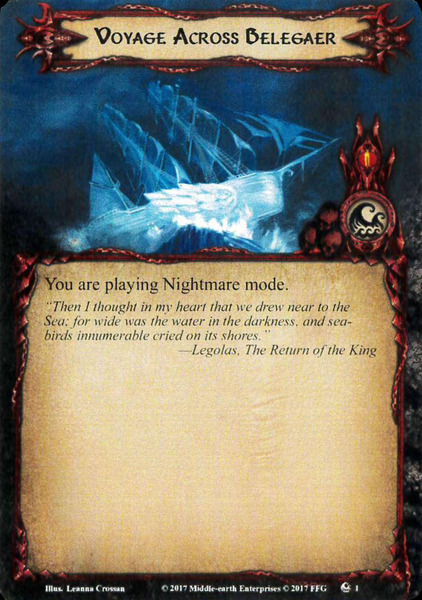 Voyage Across Belegaer
You are playing Nightmare mode.
“Then I thought in my heart that we drew near to the
Sea; for wide was the water in the darkness, and sea-
birds innumerable cried on its shores.”
—Legolas, The Return of the King
Illus. Leanna Crossan © 2017 Middle-earth Enterprises © 2017 FFG 1